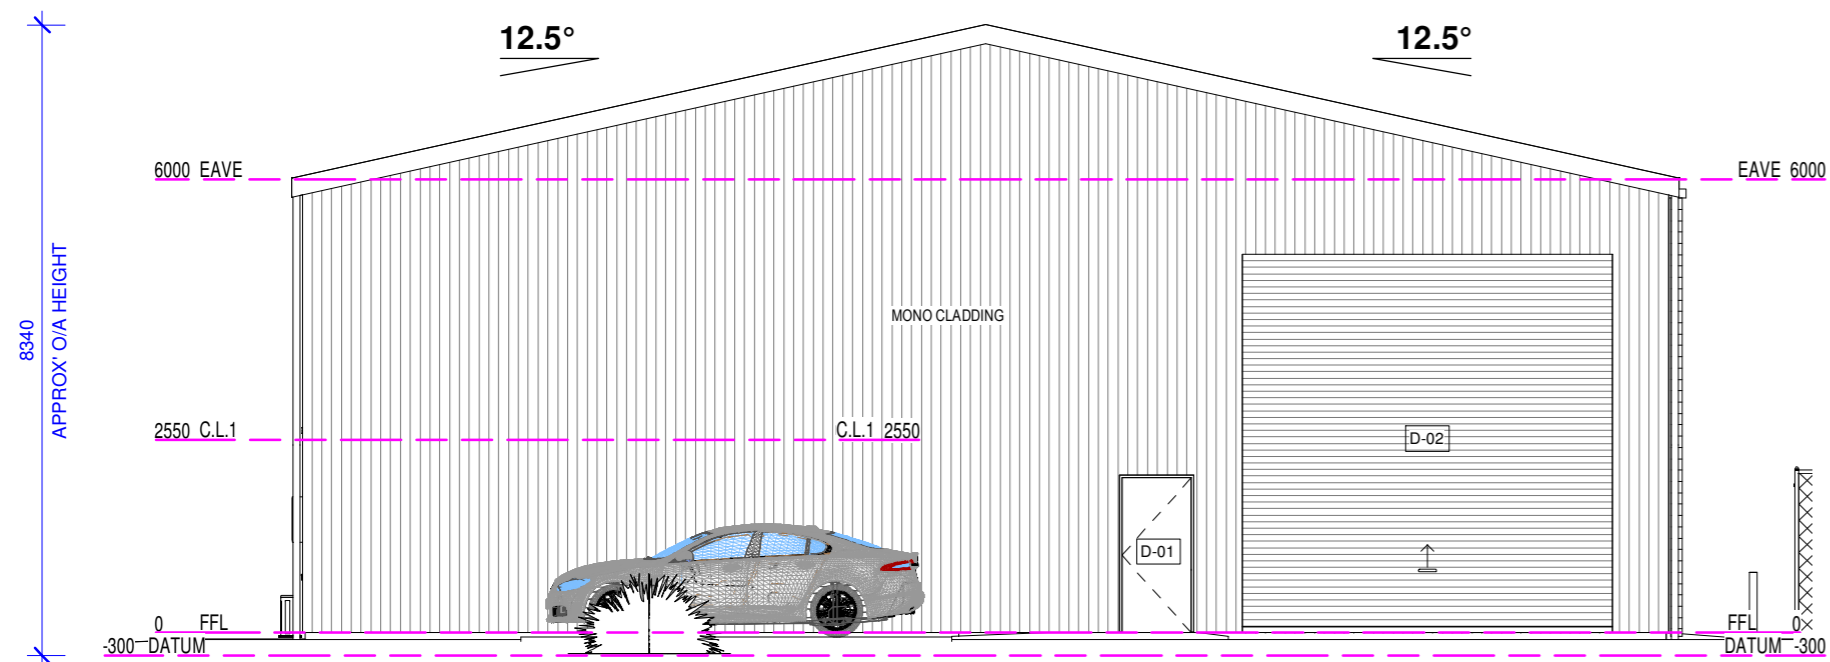 12.5°
12.5°
6000 EAVE
EAVE 6000
8340
APPROX' O/A HEIGHT
MONO CLADDING
2550 C.L.1
C.L.1 2550
D-02
D-01
0 FFL
FFL 0
-300 DATUM
DATUM -300